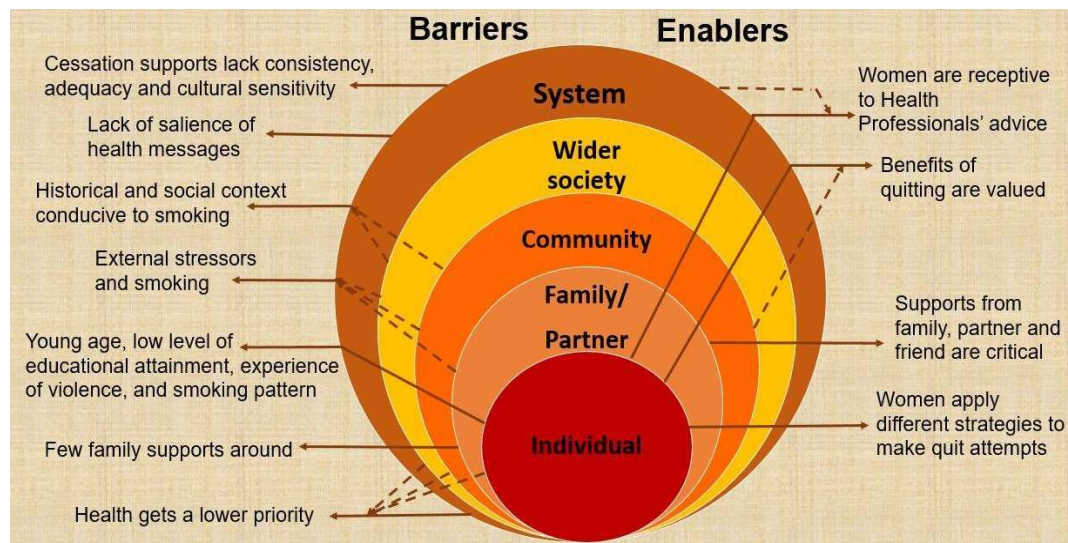 Barriers
Enablers
Cessation supports lack consistency,
adequacy and cultural sensitivity
Lack of salience of
health messages
Historical and social context
conducive to smoking
External stressors
and smoking
Young age, low level of
educational attainment, experience
of violence, and smoking pattern
Few family supports around
Health gets a lower priority
System
Wider
society
Community
Family/
Partner
Individual
Women are receptive
to Health
Professionals’ advice
Benefits of
quitting are valued
Supports from
family, partner and
friend are critical
Women apply
different strategies to
make quit attempts